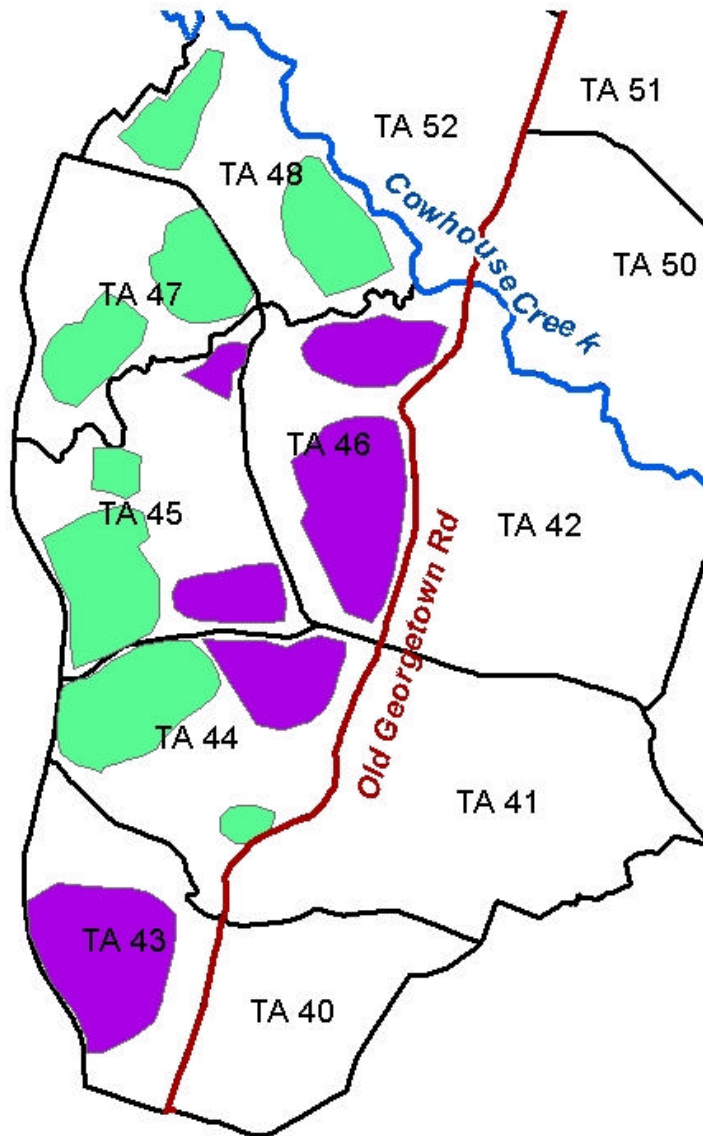 TA 51
TA 52
TA 48
Cowhouse Creek
TA 50
TA 47
TA 46
TA 45
TA 42
Old Georgetown Rd
TA 44
TA 41
TA 43
TA 40